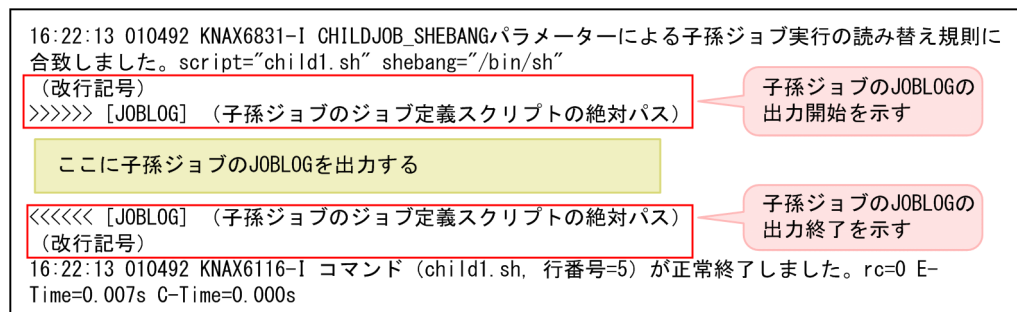 16:22:13 010492 KNAX6831-I CHILDJOB_SHEBANGパラメーターによる子孫ジョブ実行の読み替え規則に
合致しました。script="child1.sh" shebang="/bin/sh"
（改行記号）
>>>>>> [JOBLOG] （子孫ジョブのジョブ定義スクリプトの絶対パス）
子孫ジョブのJOBLOGの
出力開始を示す
ここに子孫ジョブのJOBLOGを出力する
<<<<<< [JOBLOG] （子孫ジョブのジョブ定義スクリプトの絶対パス）
（改行記号）
子孫ジョブのJOBLOGの
出力終了を示す
16:22:13 010492 KNAX6116-I コマンド（child1.sh, 行番号=5）が正常終了しました。rc=0 E-
Time=0.007s C-Time=0.000s